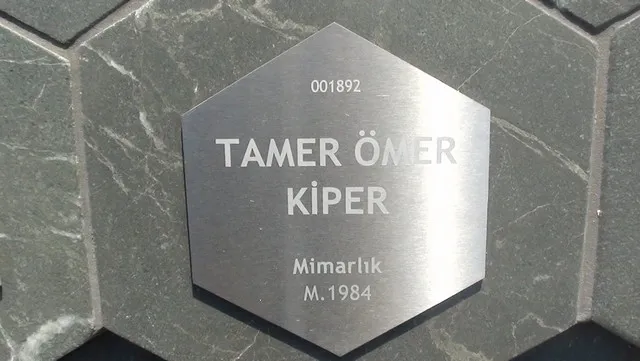 001892
TAMER ÖMER
KİPER
Mimarlık
M.1984